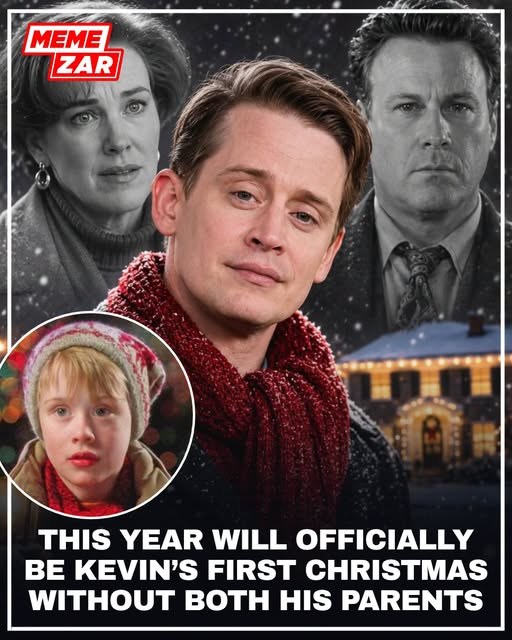 MEME
ZAR
THIS YEAR WILL OFFICIALLY
BE KEVIN'S FIRST CHRISTMAS
WITHOUT BOTH HIS PARENTS